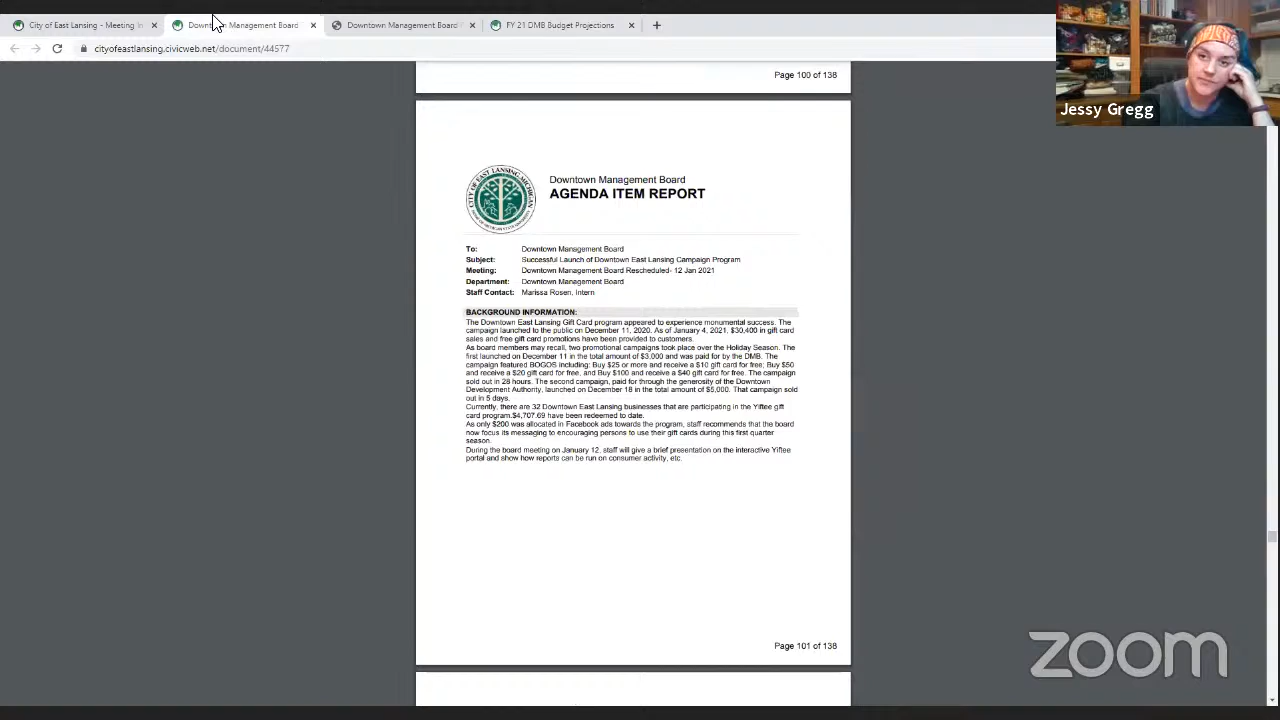 City of East Lansing - Meeting In
Downtown Management Board
Downtown Management Board
FY 21 DMB Budget Projections
cityofeastlansing.civicweb.net/document/44577
Jessy Gregg
Page 100 of 138
CITY OF EAST LANSING, MICHIGAN
Downtown Management Board
AGENDA ITEM REPORT
To: Downtown Management Board
Subject: Successful Launch of Downtown East Lansing Campaign Program
Meeting: Downtown Management Board Rescheduled- 12 Jan 2021
Department: Downtown Management Board
Staff Contact: Marissa Rosen, Intern
BACKGROUND INFORMATION:
The Downtown East Lansing Gift Card program appeared to experience monumental success. The
campaign launched to the public on December 11, 2020. As of January 4, 2021, $30,400 in gift card
sales and free gift card promotions have been provided to customers.
As board members may recall, two promotional campaigns took place over the Holiday Season. The
first launched on December 11 in the total amount of $3,000 and was paid for by the DMB. The
campaign featured BOGOS including: Buy $25 or more and receive a $10 gift card for free; Buy $50
and receive a $20 gift card for free, and Buy $100 and receive a $40 gift card for free. The campaign
sold out in 28 hours. The second campaign, paid for through the generosity of the Downtown
Development Authority, launched on December 18 in the total amount of $5,000. That campaign sold
out in 5 days.
Currently, there are 32 Downtown East Lansing businesses that are participating in the Yiftee gift
card program.$4,707.69 have been redeemed to date.
As only $200 was allocated in Facebook ads towards the program, staff recommends that the board
now focus its messaging to encouraging persons to use their gift cards during this first quarter
season.
During the board meeting on January 12, staff will give a brief presentation on the interactive Yiftee
portal and show how reports can be run on consumer activity, etc.
Page 101 of 138
zoom